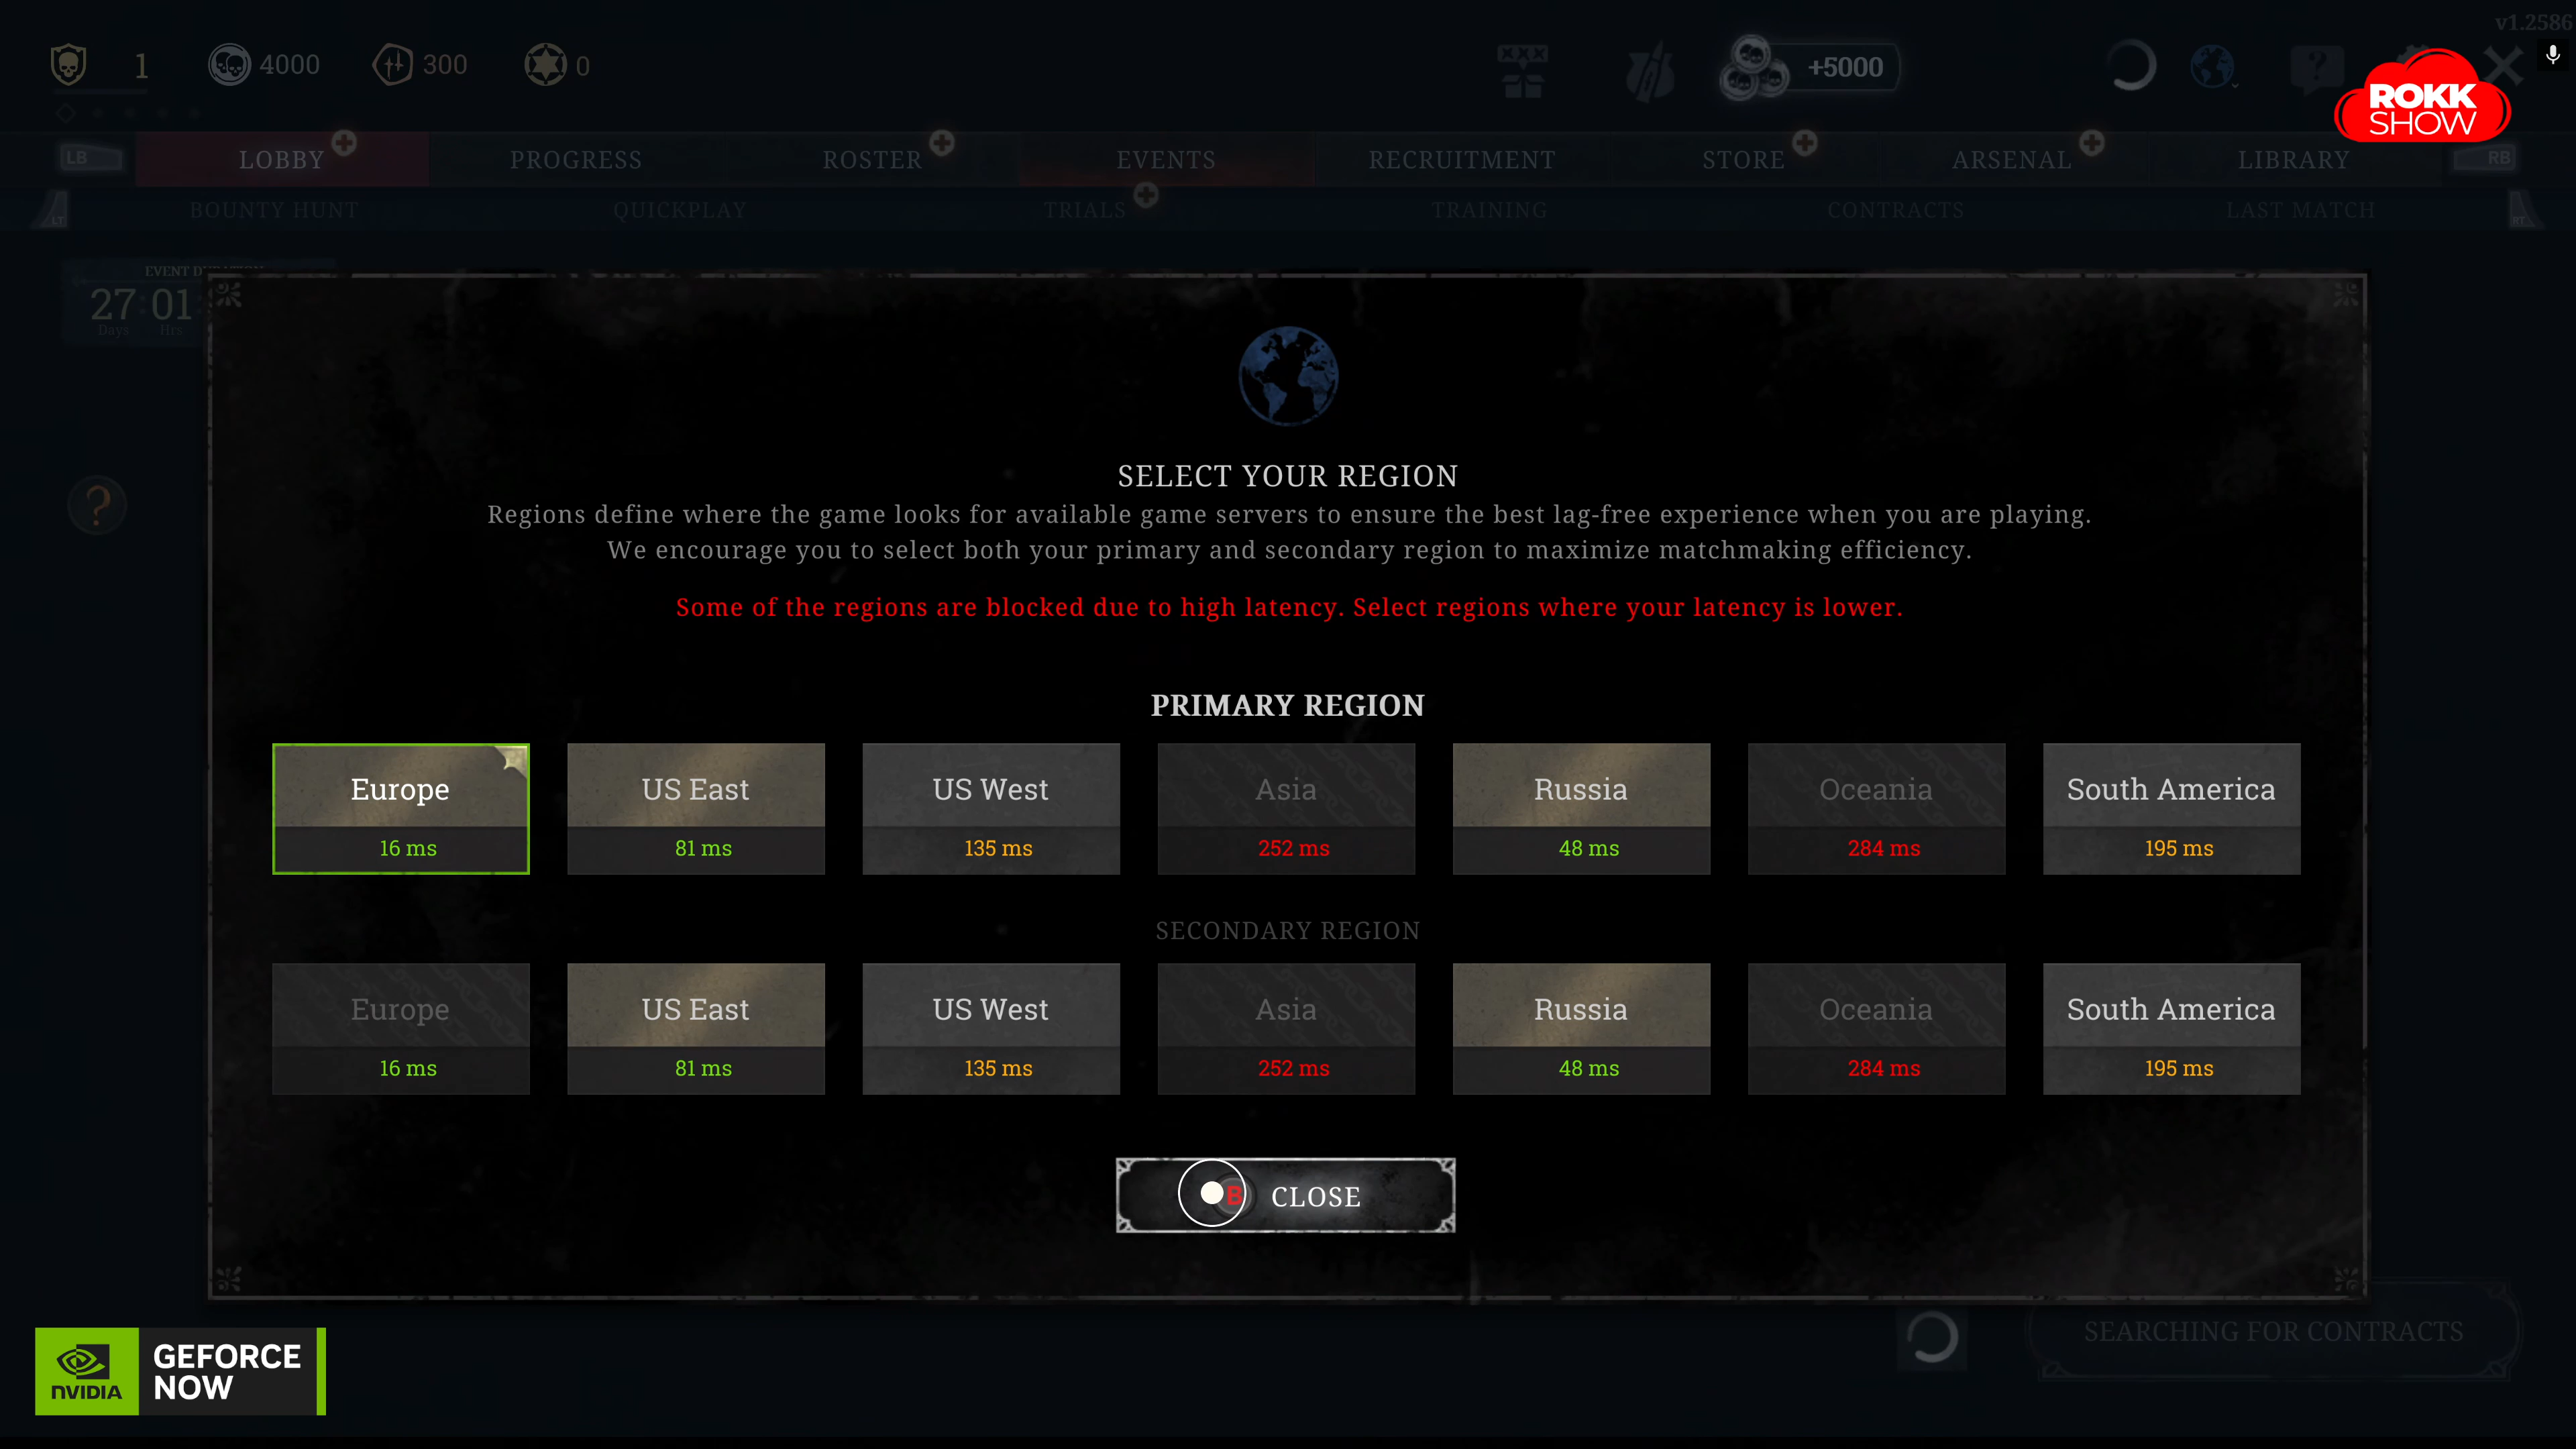 v1.2586
1
4000
300
0
+5000
ROKK
SHOW
LB
LOBBY
PROGRESS
ROSTER
EVENTS
RECRUITMENT
STORE
ARSENAL
LIBRARY
RB
LT
BOUNTY HUNT
QUICKPLAY
TRIALS
TRAINING
CONTRACTS
LAST MATCH
RT
EVENT
27:01
Days Hrs
?
SELECT YOUR REGION
Regions define where the game looks for available game servers to ensure the best lag-free experience when you are playing.
We encourage you to select both your primary and secondary region to maximize matchmaking efficiency.
Some of the regions are blocked due to high latency. Select regions where your latency is lower.
PRIMARY REGION
Europe
US East
US West
Asia
Russia
Oceania
South America
16 ms
81 ms
135 ms
252 ms
48 ms
284 ms
195 ms
SECONDARY REGION
Europe
US East
US West
Asia
Russia
Oceania
South America
16 ms
81 ms
135 ms
252 ms
48 ms
284 ms
195 ms
B CLOSE
SEARCHING FOR CONTRACTS
NVIDIA
GEFORCE
NOW